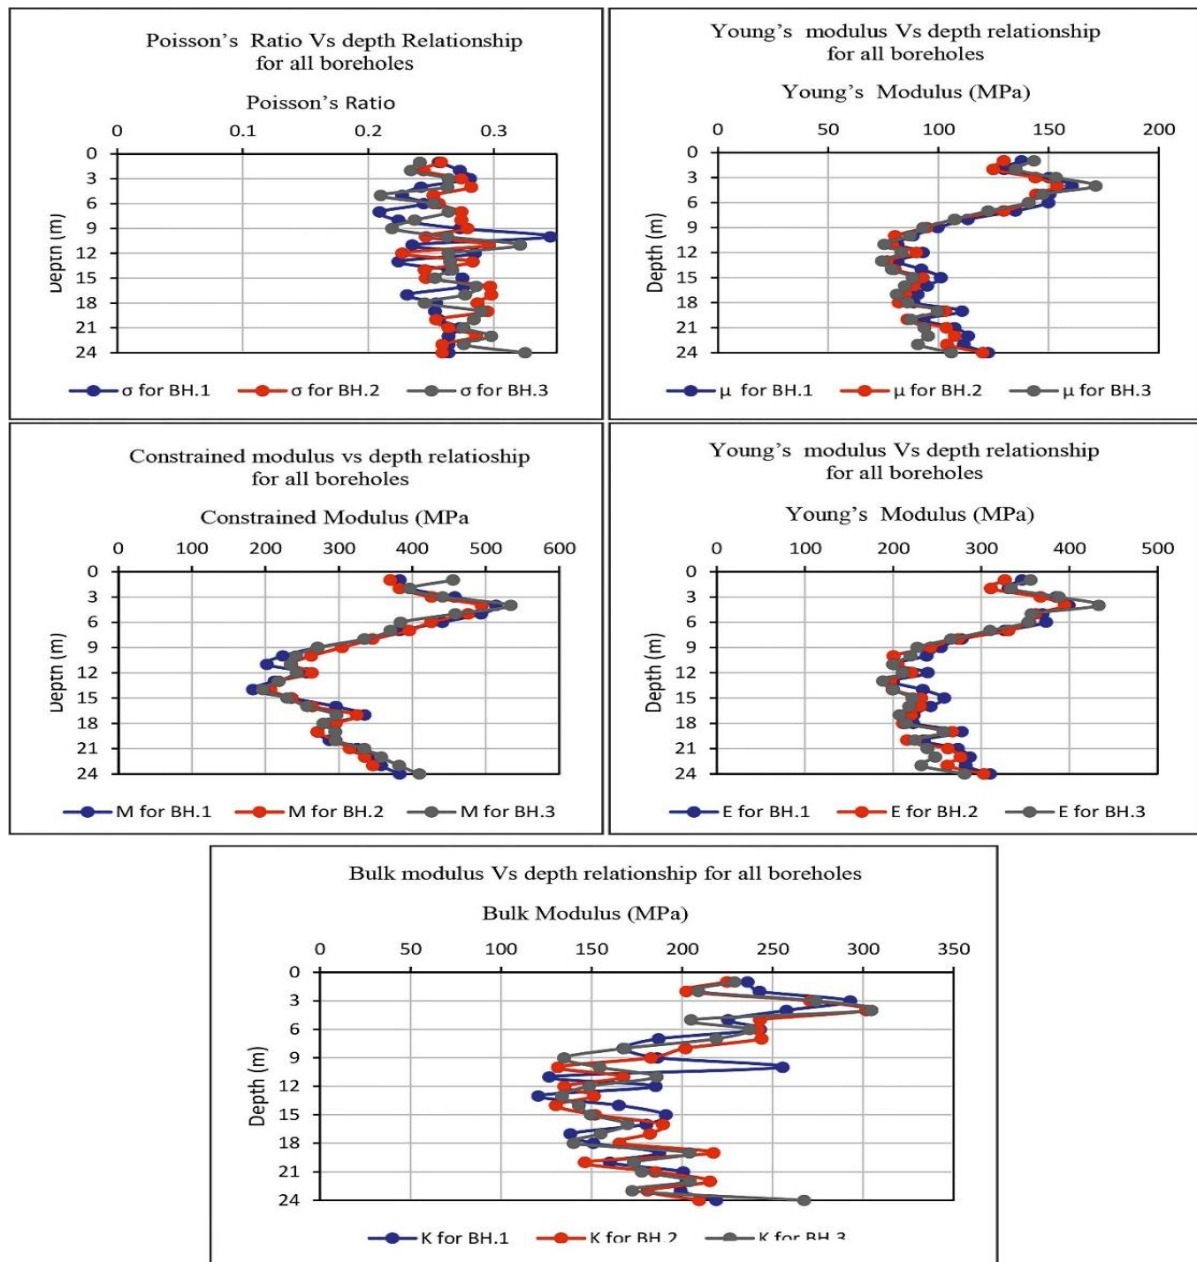 Poisson's Ratio Vs depth Relationship
for all boreholes
Poisson's Ratio
0 0.1 0.2 0.3
0
3
6
9
12
15
18
21
24
Depth (m)
σ for BH.1 σ for BH.2 σ for BH.3
Young's modulus Vs depth relationship
for all boreholes
Young's Modulus (MPa)
0 50 100 150 200
0
3
6
9
12
15
18
21
24
Depth (m)
μ for BH.1 μ for BH.2 μ for BH.3
Constrained modulus vs depth relatioship
for all boreholes
Constrained Modulus (MPa
0 100 200 300 400 500 600
0
3
6
9
12
15
18
21
24
Depth (m)
M for BH.1 M for BH.2 M for BH.3
Young's modulus Vs depth relationship
for all boreholes
Young's Modulus (MPa)
0 100 200 300 400 500
0
3
6
9
12
15
18
21
24
Depth (m)
E for BH.1 E for BH.2 E for BH.3
Bulk modulus Vs depth relationship for all boreholes
Bulk Modulus (MPa)
0 50 100 150 200 250 300 350
0
3
6
9
12
15
18
21
24
Depth (m)
K for BH.1 K for BH.2 K for BH.3